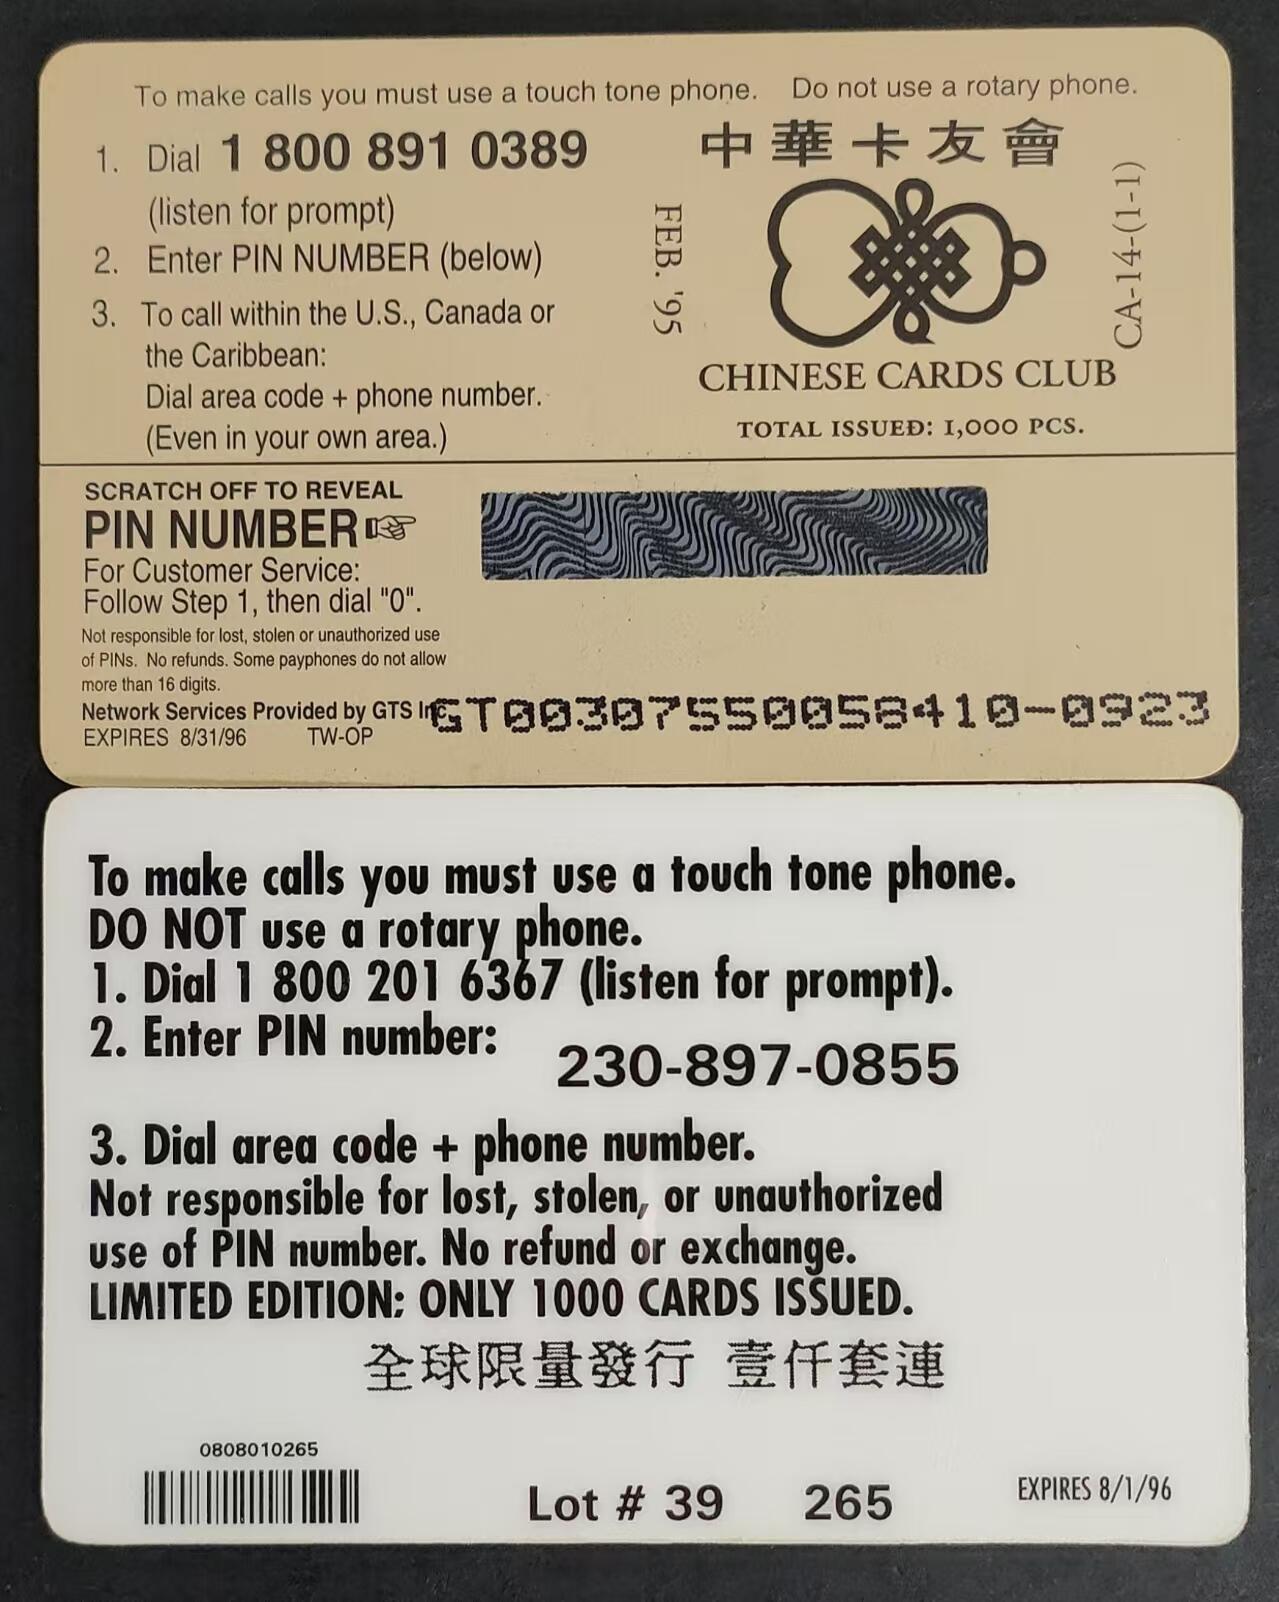 To make calls you must use a touch tone phone. Do not use a rotary phone.
1. Dial 1 800 891 0389
(listen for prompt)
2. Enter PIN NUMBER (below)
3. To call within the U.S., Canada or
the Caribbean:
Dial area code + phone number.
(Even in your own area.)
中華卡友會
FEB. '95
CA-14-(1-1)
CHINESE CARDS CLUB
TOTAL ISSUED: 1,000 PCS.
SCRATCH OFF TO REVEAL
PIN NUMBER
For Customer Service:
Follow Step 1, then dial "0".
Not responsible for lost, stolen or unauthorized use
of PINs. No refunds. Some payphones do not allow
more than 16 digits.
Network Services Provided by GTS Inc.
GT00307550058410-0923
EXPIRES 8/31/96 TW-OP
To make calls you must use a touch tone phone.
DO NOT use a rotary phone.
1. Dial 1 800 201 6367 (listen for prompt).
2. Enter PIN number: 230-897-0855
3. Dial area code + phone number.
Not responsible for lost, stolen, or unauthorized
use of PIN number. No refund or exchange.
LIMITED EDITION: ONLY 1000 CARDS ISSUED.
全球限量發行 壹仟套連
0808010265
Lot # 39 265
EXPIRES 8/1/96